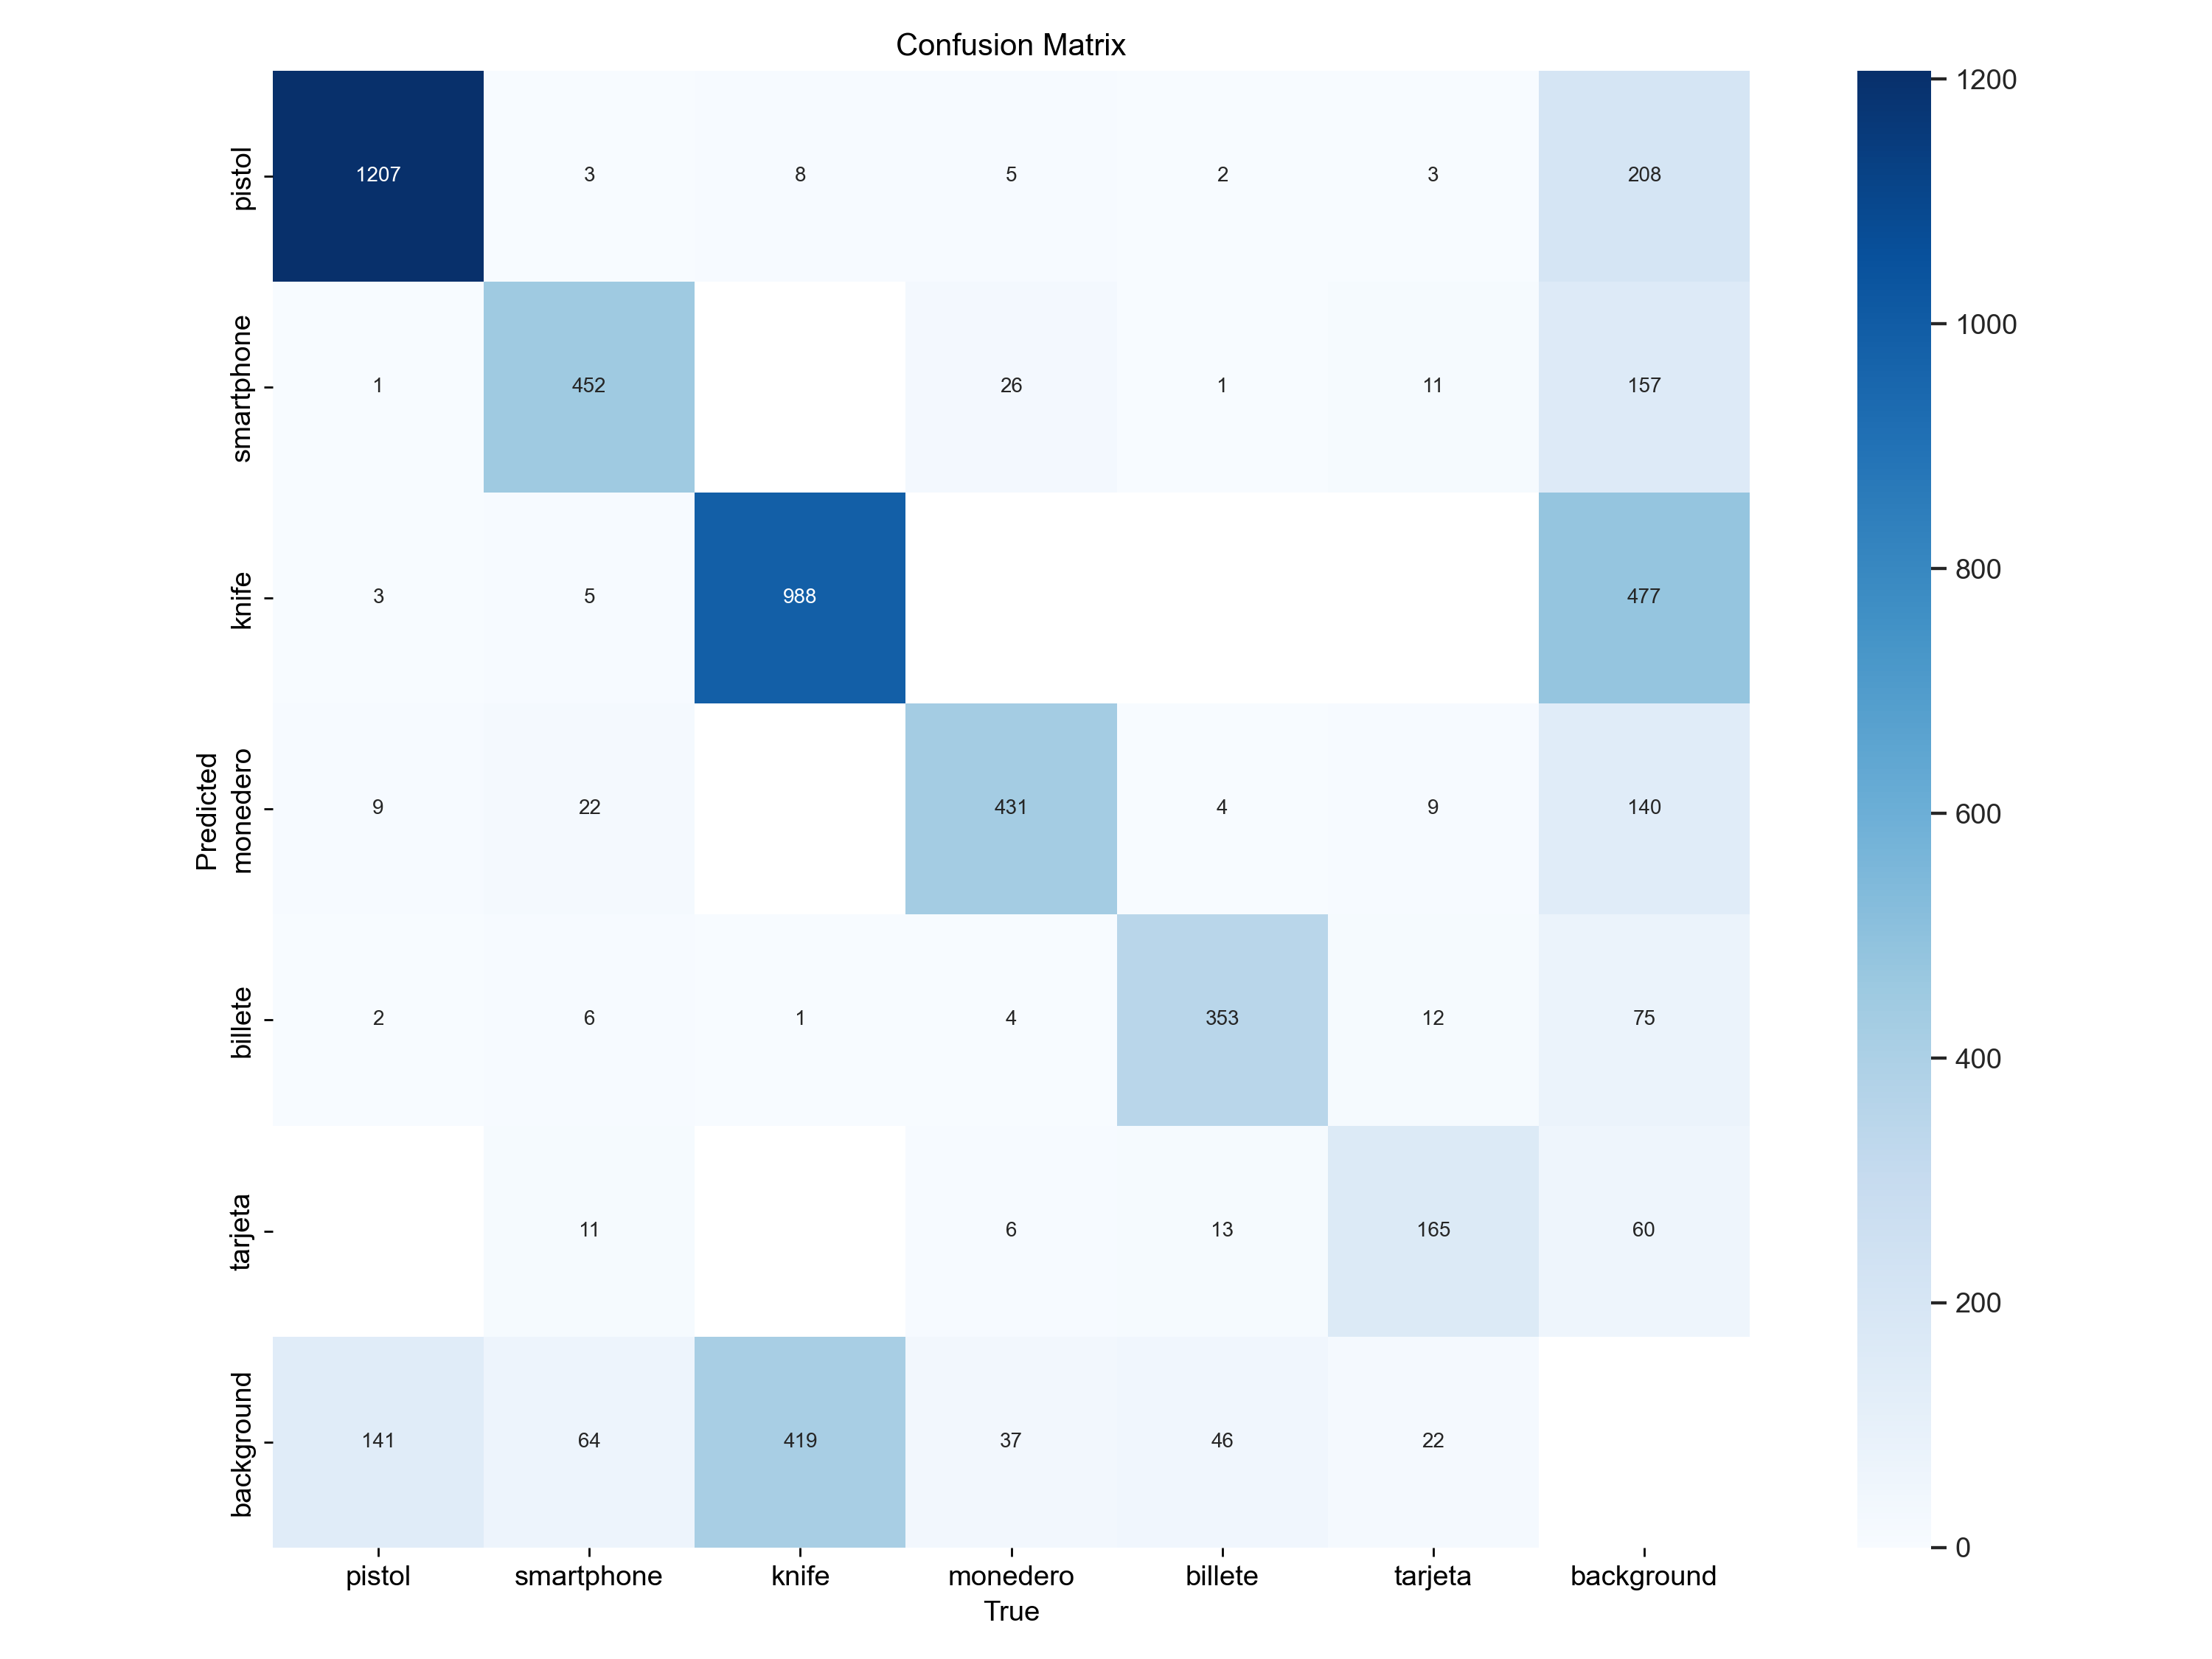 Confusion Matrix
Predicted
pistol 1207 3 8 5 2 3 208
smartphone 1 452 26 1 11 157
knife 3 5 988 477
monedero 9 22 431 4 9 140
billete 2 6 1 4 353 12 75
tarjeta 11 6 13 165 60
background 141 64 419 37 46 22
pistol smartphone knife monedero billete tarjeta background
True
1200
1000
800
600
400
200
0